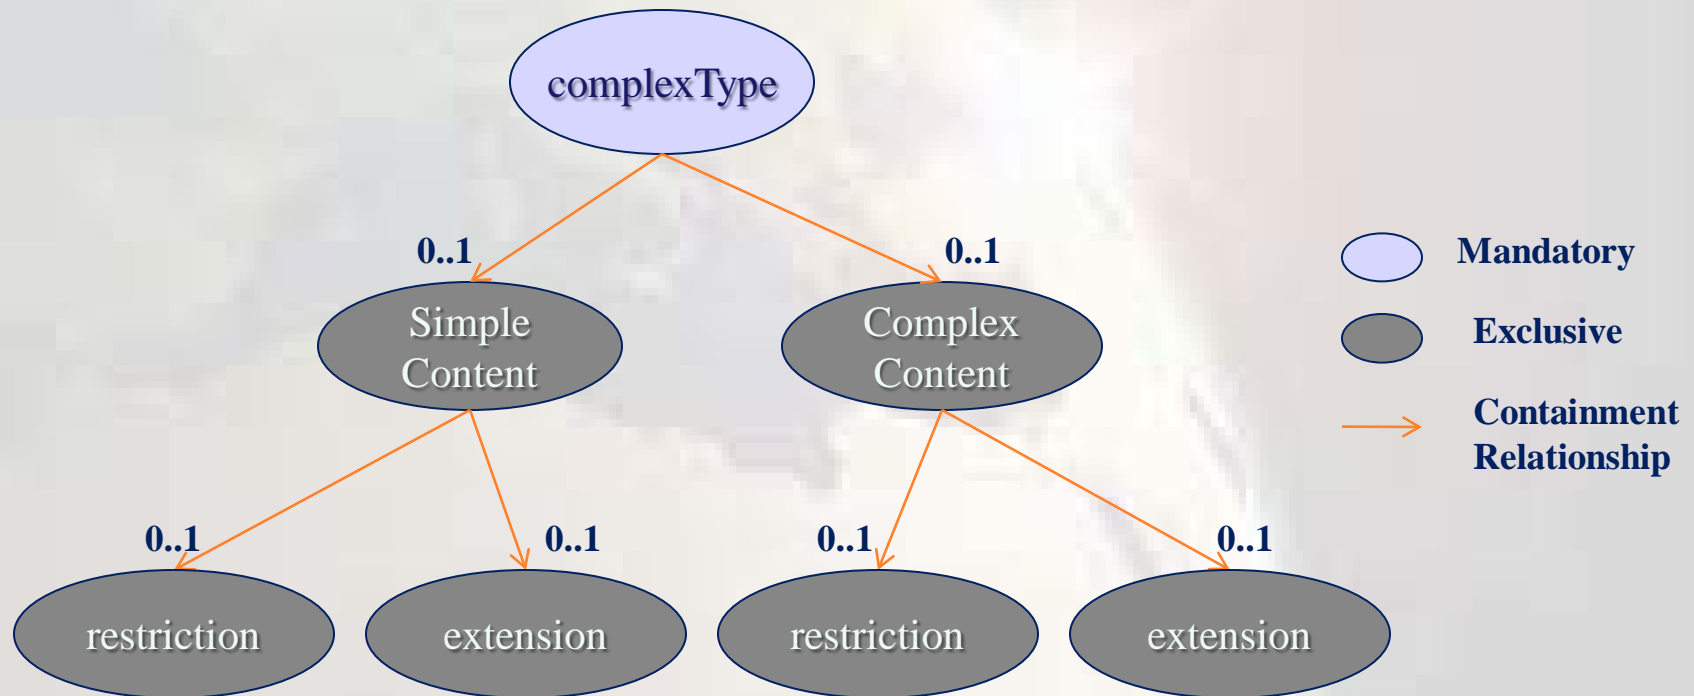 complexType
0..1
0..1
Simple
Content
Complex
Content
Mandatory
Exclusive
Containment
Relationship
0..1
0..1
0..1
0..1
restriction
extension
restriction
extension